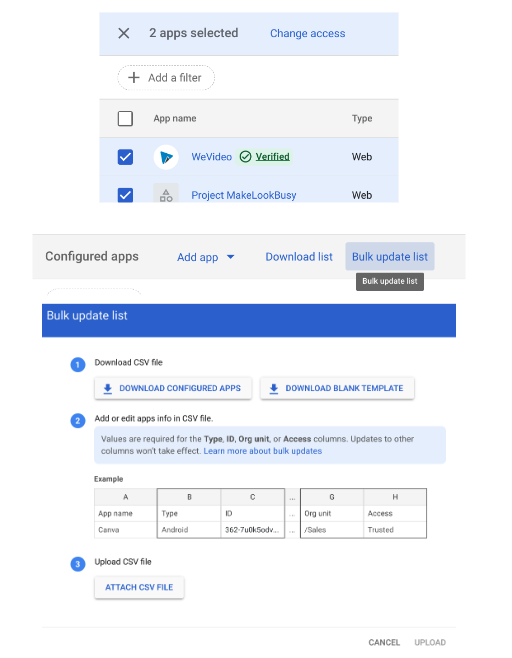 2 apps selected Change access
Add a filter
App name Type
WeVideo Verified Web
Project MakeLookBusy Web
Configured apps Add app Download list Bulk update list
Bulk update list
Bulk update list
1 Download CSV file
DOWNLOAD CONFIGURED APPS DOWNLOAD BLANK TEMPLATE
2 Add or edit apps info in CSV file.
Values are required for the Type, ID, Org unit, or Access columns. Updates to other
columns won't take effect. Learn more about bulk updates
Example
A B C ... G H
App name Type ID ... Org unit Access
Canva Android 362-7u0k5odv... ... /Sales Trusted
3 Upload CSV file
ATTACH CSV FILE
CANCEL UPLOAD